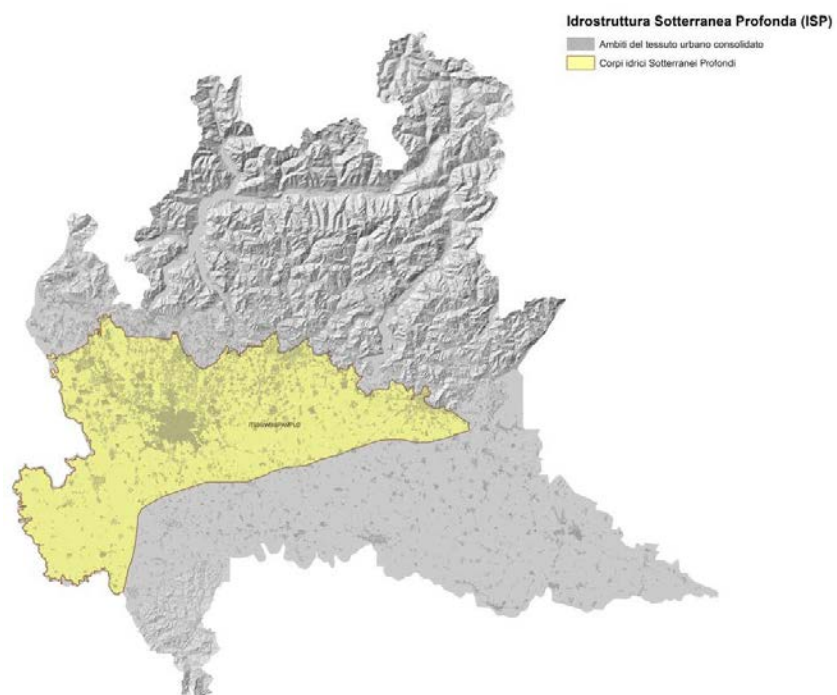 Idrostruttura Sotterranea Profonda (ISP)
Ambiti del tessuto urbano consolidato
Corpi idrici Sotterranei Profondi